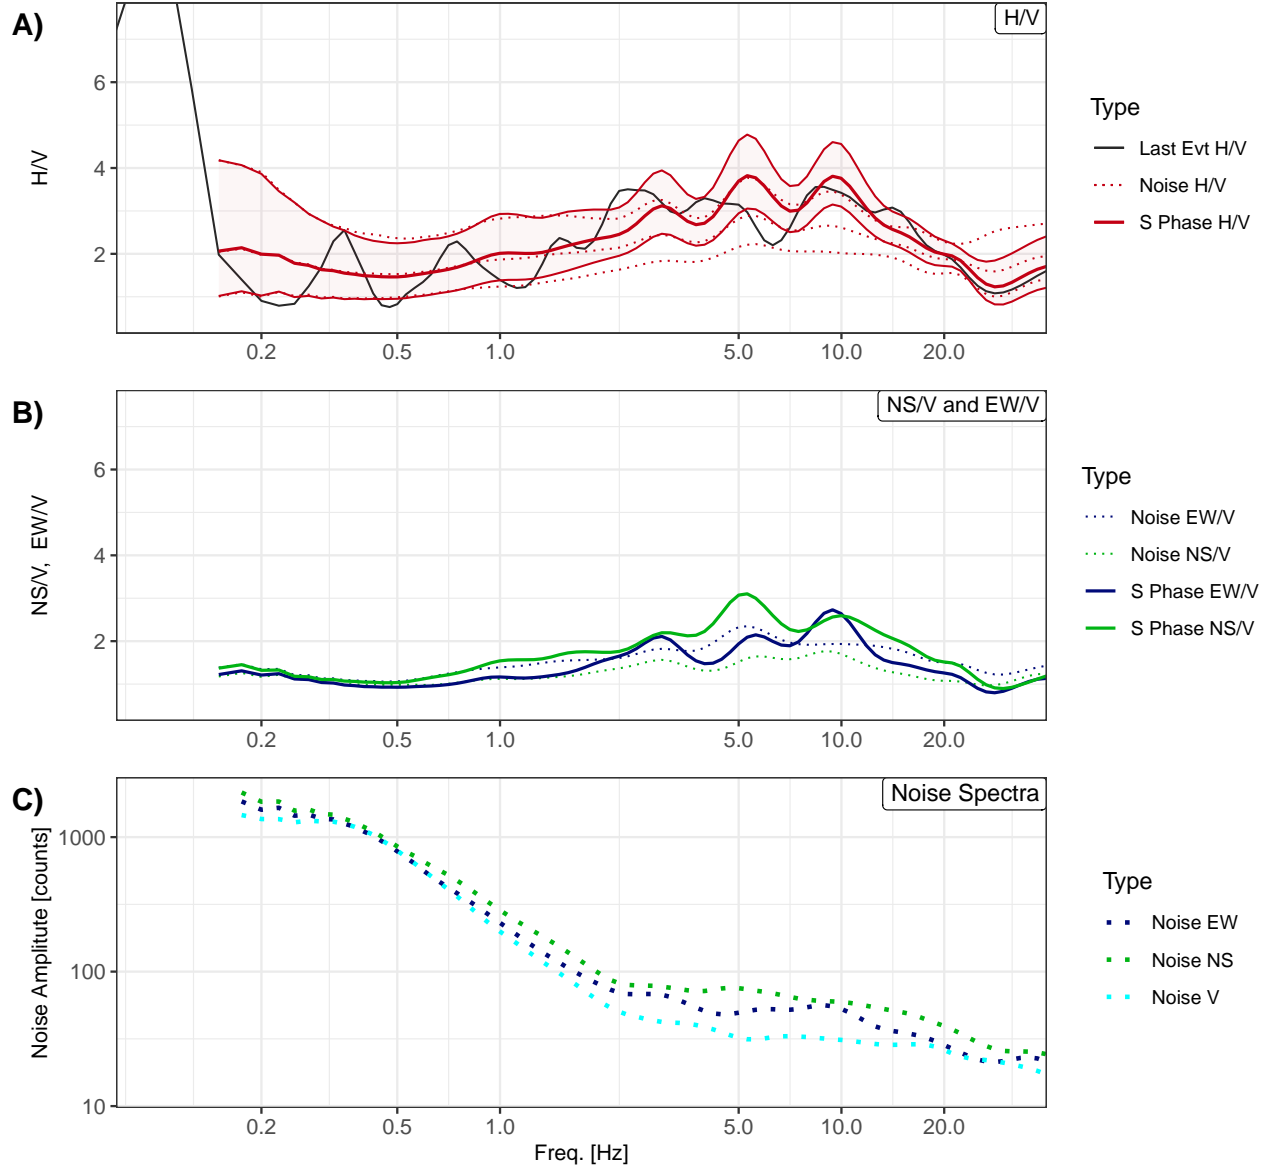 A)
H/V
6
4
2
H/V
0.2
0.5
1.0
5.0
10.0
20.0
Type
Last Evt H/V
Noise H/V
S Phase H/V
B)
NS/V and EW/V
6
4
2
NS/V,  EW/V
0.2
0.5
1.0
5.0
10.0
20.0
Type
Noise EW/V
Noise NS/V
S Phase EW/V
S Phase NS/V
C)
Noise Spectra
1000
100
10
Noise Amplitute [counts]
0.2
0.5
1.0
5.0
10.0
20.0
Freq. [Hz]
Type
Noise EW
Noise NS
Noise V